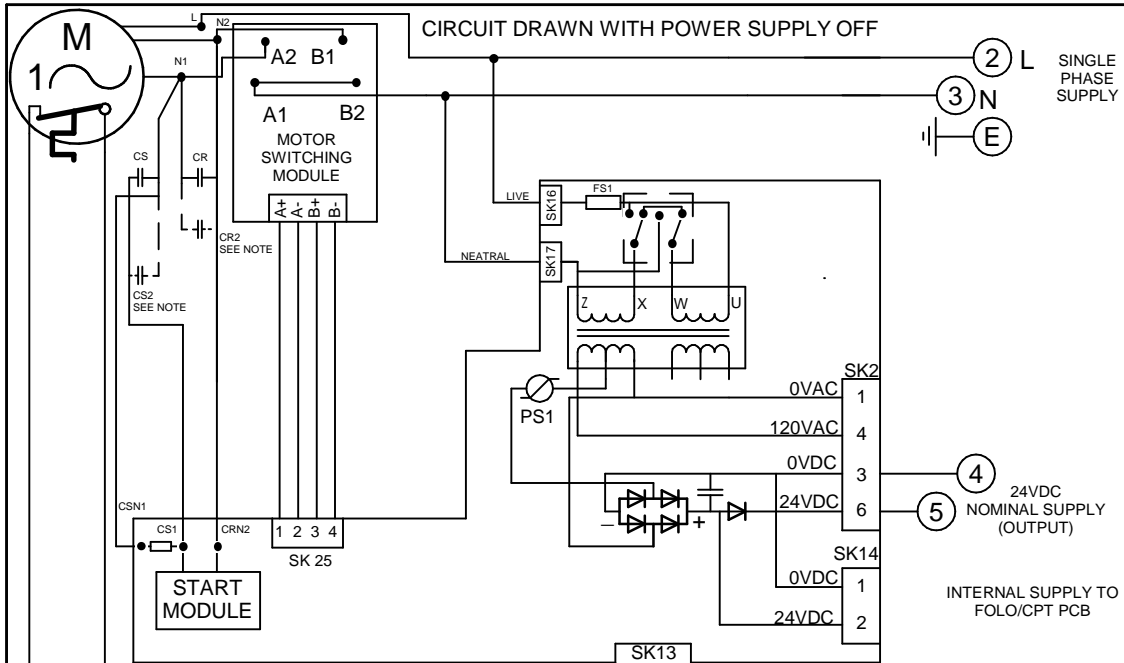 CIRCUIT DRAWN WITH POWER SUPPLY OFF
L
N2
M
1
N1
A2
B1
A1
B2
MOTOR
SWITCHING
MODULE
A+
A-
B+
B-
2
L
SINGLE
PHASE
SUPPLY
3
N
E
CS
CR
CR2
SEE NOTE
CS2
SEE NOTE
LIVE
SK16
FS1
NEATRAL
SK17
Z
X
W
U
PS1
SK2
0VAC
1
120VAC
4
0VDC
3
4
24VDC
6
5
24VDC
NOMINAL SUPPLY
(OUTPUT)
–
+
CSN1
CS1
CRN2
1 2 3 4
SK 25
START
MODULE
SK14
0VDC
1
24VDC
2
INTERNAL SUPPLY TO
FOLO/CPT PCB
SK13